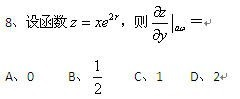 8、设函数 z = xe^{2y}，则 ∂z/∂y |₍₁,₀₎ =↵
A、0 B、1/2 C、1 D、2↵